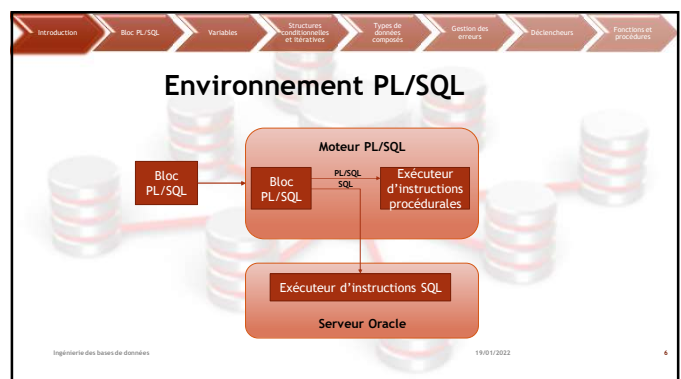 Introduction
Bloc PL/SQL
Variables
Structures
conditionnelles
et itératives
Types de
données
composés
Gestion des
erreurs
Déclencheurs
Fonctions et
procédures
Environnement PL/SQL
Moteur PL/SQL
Bloc
PL/SQL
Bloc
PL/SQL
PL/SQL
SQL
Exécuteur
d'instructions
procédurales
Exécuteur d'instructions SQL
Serveur Oracle
Ingénierie des bases de données
19/01/2022
6